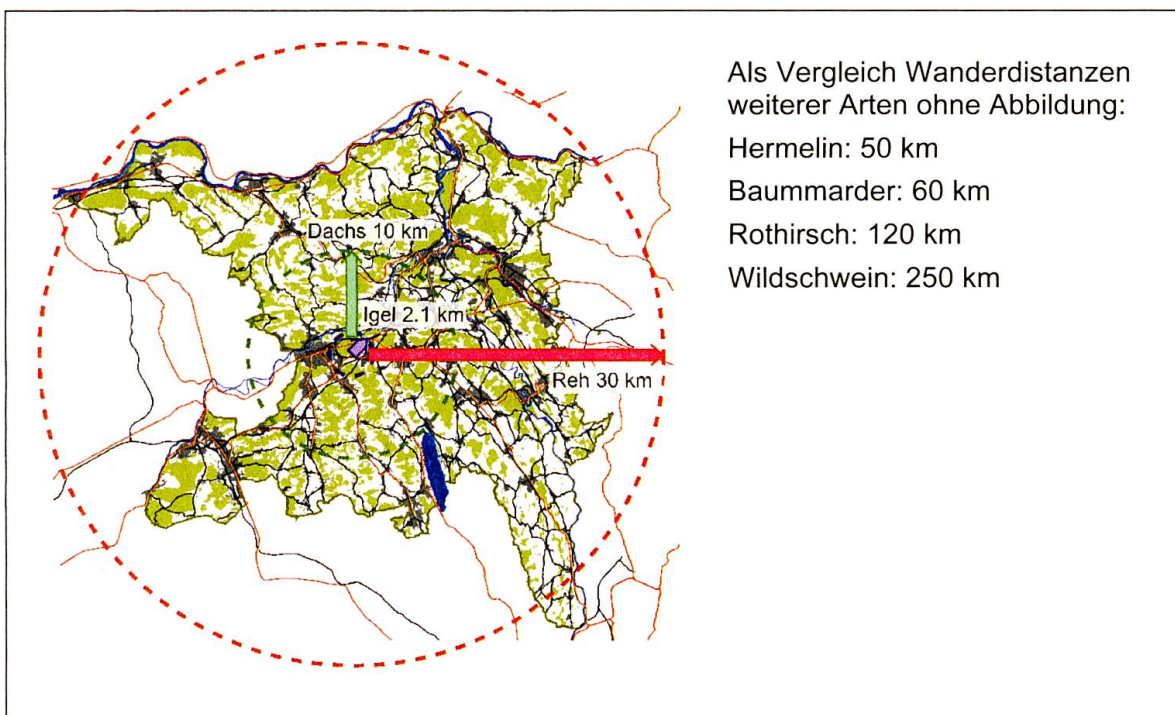 Als Vergleich Wanderdistanzen
weiterer Arten ohne Abbildung:
Hermelin: 50 km
Baummarder: 60 km
Rothirsch: 120 km
Wildschwein: 250 km
Dachs 10 km
Igel 2.1 km
Reh 30 km